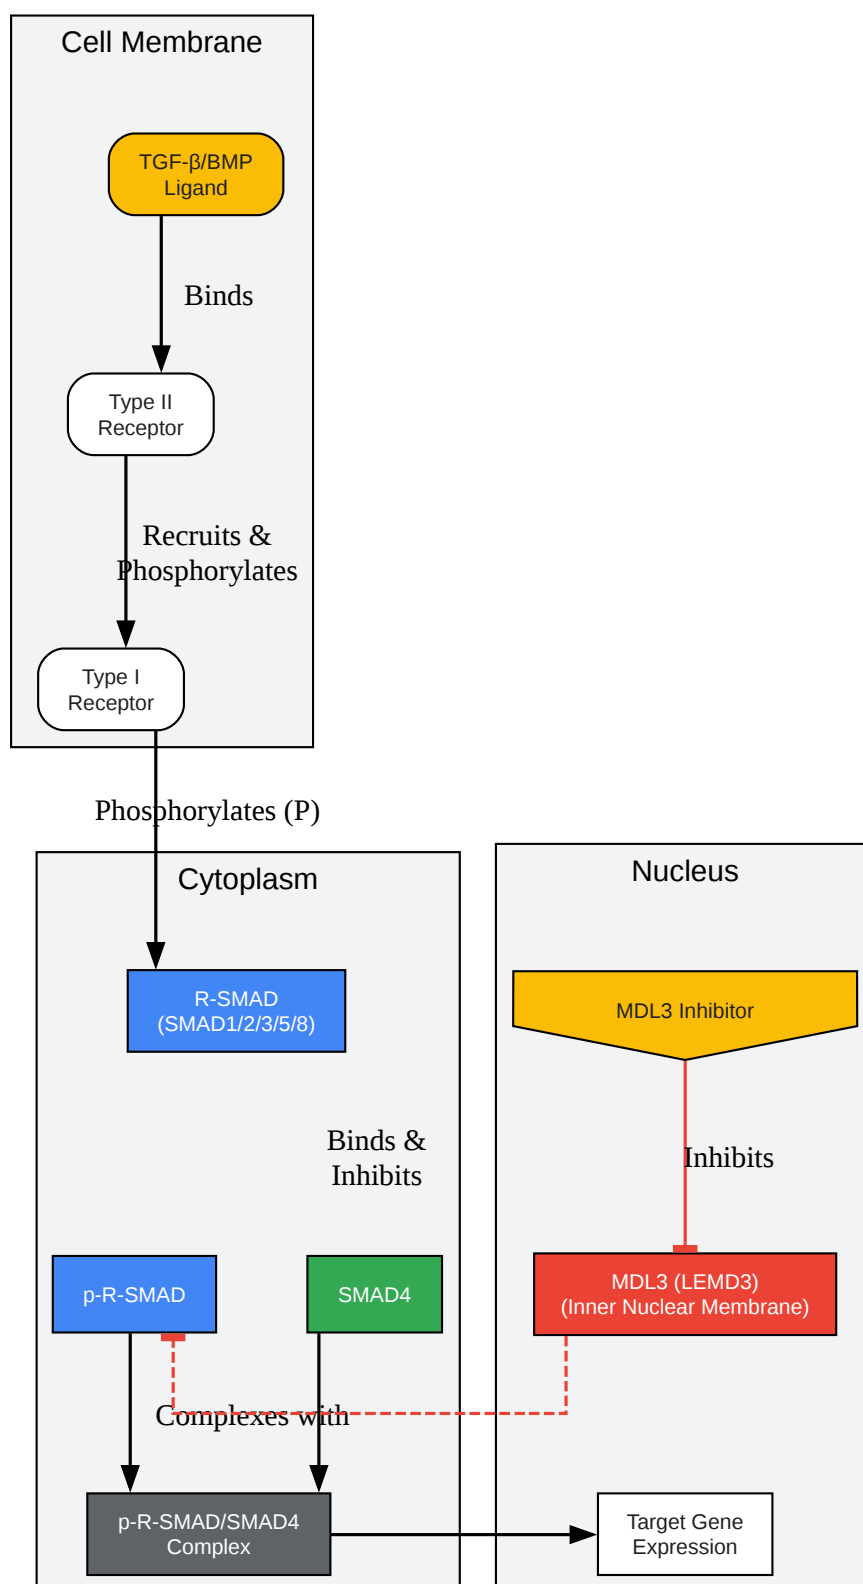 Cell Membrane
TGF-β/BMP
Ligand
Binds
Type II
Receptor
Recruits &
Phosphorylates
Type I
Receptor
Phosphorylates (P)
Cytoplasm
R-SMAD
(SMAD1/2/3/5/8)
Binds &
Inhibits
p-R-SMAD
SMAD4
Complexes with
p-R-SMAD/SMAD4
Complex
Nucleus
MDL3 Inhibitor
Inhibits
MDL3 (LEMD3)
(Inner Nuclear Membrane)
Target Gene
Expression